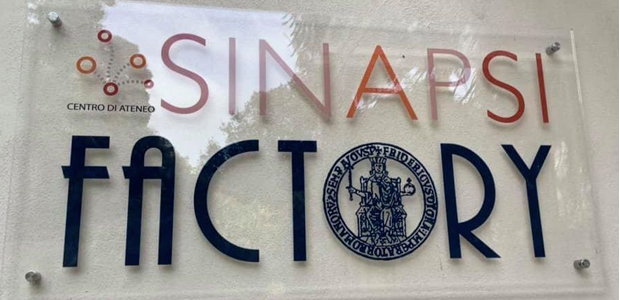 SINAPSI
CENTRO DI ATENEO
FACTORY